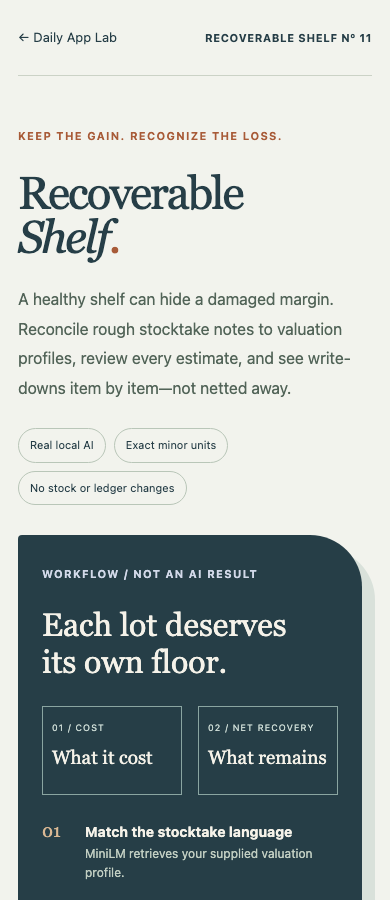 ← Daily App Lab
RECOVERABLE SHELF Nº 11
KEEP THE GAIN. RECOGNIZE THE LOSS.
Recoverable
Shelf.
A healthy shelf can hide a damaged margin.
Reconcile rough stocktake notes to valuation
profiles, review every estimate, and see write-
downs item by item—not netted away.
Real local AI
Exact minor units
No stock or ledger changes
WORKFLOW / NOT AN AI RESULT
Each lot deserves
its own floor.
01 / COST
What it cost
02 / NET RECOVERY
What remains
01
Match the stocktake language
MiniLM retrieves your supplied valuation
profile.